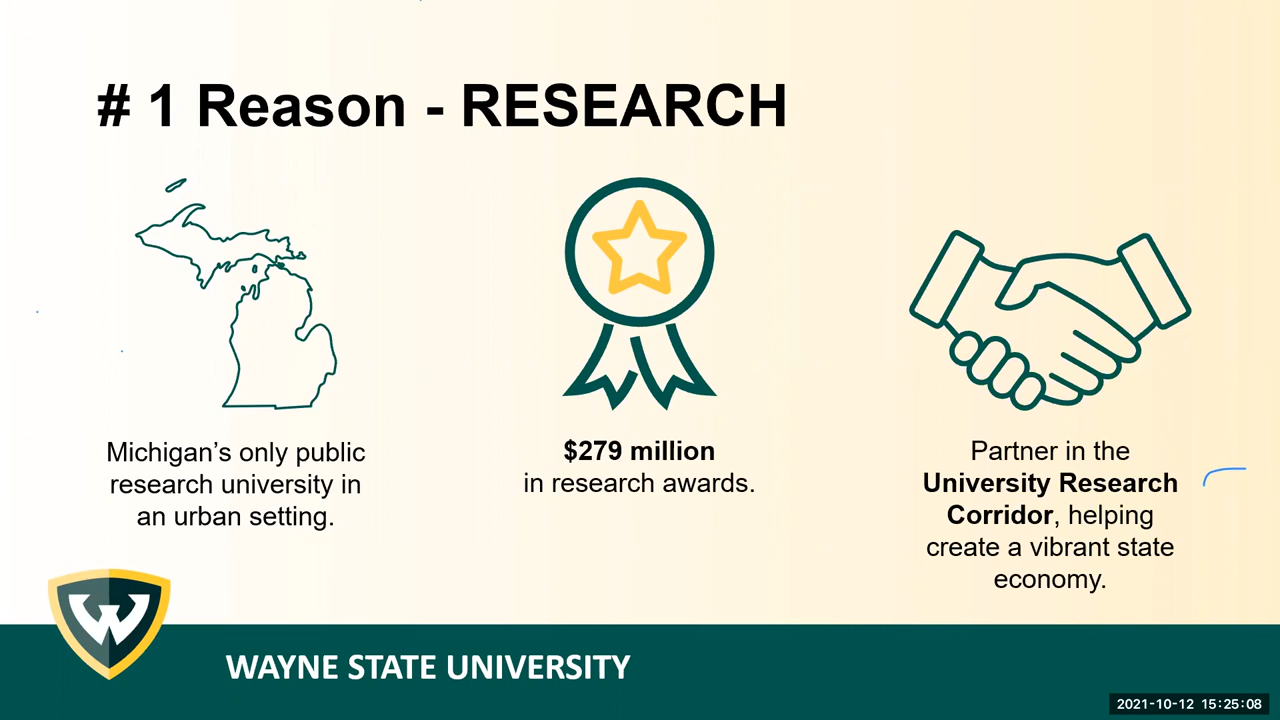 # 1 Reason - RESEARCH
Michigan’s only public
research university in
an urban setting.
$279 million
in research awards.
Partner in the
University Research
Corridor, helping
create a vibrant state
economy.
W
WAYNE STATE UNIVERSITY
2021-10-12 15:25:08